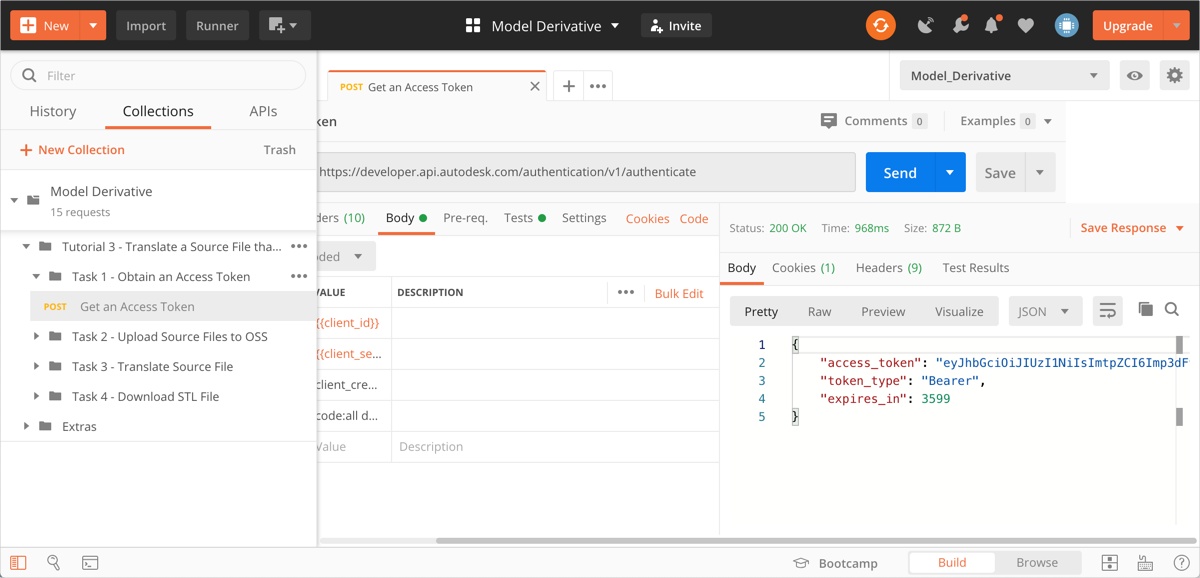 New
Import
Runner
Model Derivative
Invite
Upgrade
Filter
History
Collections
APIs
New Collection
Trash
Model Derivative
15 requests
Tutorial 3 - Translate a Source File tha...
Task 1 - Obtain an Access Token
POST Get an Access Token
Task 2 - Upload Source Files to OSS
Task 3 - Translate Source File
Task 4 - Download STL File
Extras
POST Get an Access Token
Model_Derivative
ken
Comments 0
Examples 0
https://developer.api.autodesk.com/authentication/v1/authenticate
Send
Save
ders (10)
Body
Pre-req.
Tests
Settings
Cookies
Code
ded
VALUE
DESCRIPTION
Bulk Edit
{{client_id}}
{{client_se...
client_cre...
code:all d...
Value
Description
Status: 200 OK
Time: 968ms
Size: 872 B
Save Response
Body
Cookies (1)
Headers (9)
Test Results
Pretty
Raw
Preview
Visualize
JSON
1 {
2 "access_token": "eyJhbGciOiJIUzI1NiIsImtpZCI6Imp3dF
3 "token_type": "Bearer",
4 "expires_in": 3599
5 }
Bootcamp
Build
Browse